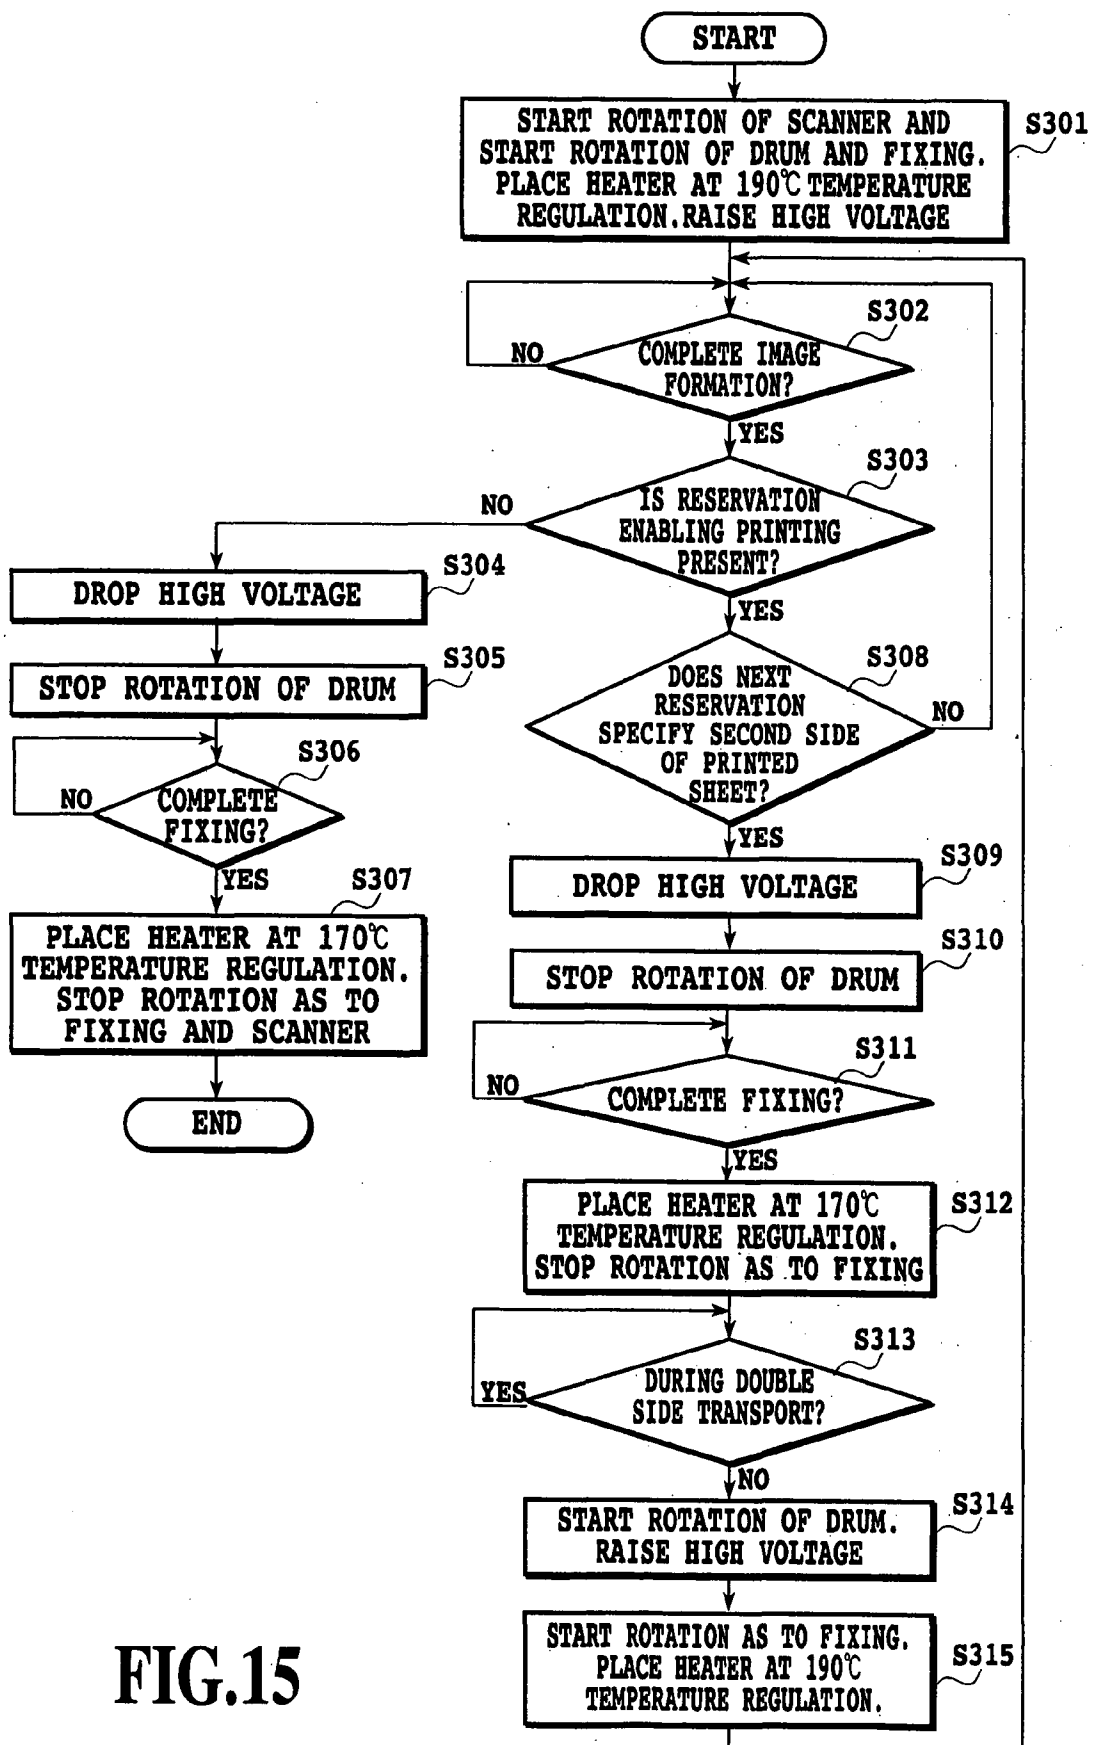 START
START ROTATION OF SCANNER AND
START ROTATION OF DRUM AND FIXING.
PLACE HEATER AT 190℃ TEMPERATURE
REGULATION.RAISE HIGH VOLTAGE
S301
S302
COMPLETE IMAGE
FORMATION?
NO
YES
S303
IS RESERVATION
ENABLING PRINTING
PRESENT?
NO
YES
S304
DROP HIGH VOLTAGE
S305
STOP ROTATION OF DRUM
S306
COMPLETE
FIXING?
NO
YES
S307
PLACE HEATER AT 170℃
TEMPERATURE REGULATION.
STOP ROTATION AS TO
FIXING AND SCANNER
END
S308
DOES NEXT
RESERVATION
SPECIFY SECOND SIDE
OF PRINTED
SHEET?
NO
YES
S309
DROP HIGH VOLTAGE
S310
STOP ROTATION OF DRUM
S311
COMPLETE FIXING?
NO
YES
S312
PLACE HEATER AT 170℃
TEMPERATURE REGULATION.
STOP ROTATION AS TO FIXING
S313
DURING DOUBLE
SIDE TRANSPORT?
YES
NO
S314
START ROTATION OF DRUM.
RAISE HIGH VOLTAGE
S315
START ROTATION AS TO FIXING.
PLACE HEATER AT 190℃
TEMPERATURE REGULATION.
FIG.15